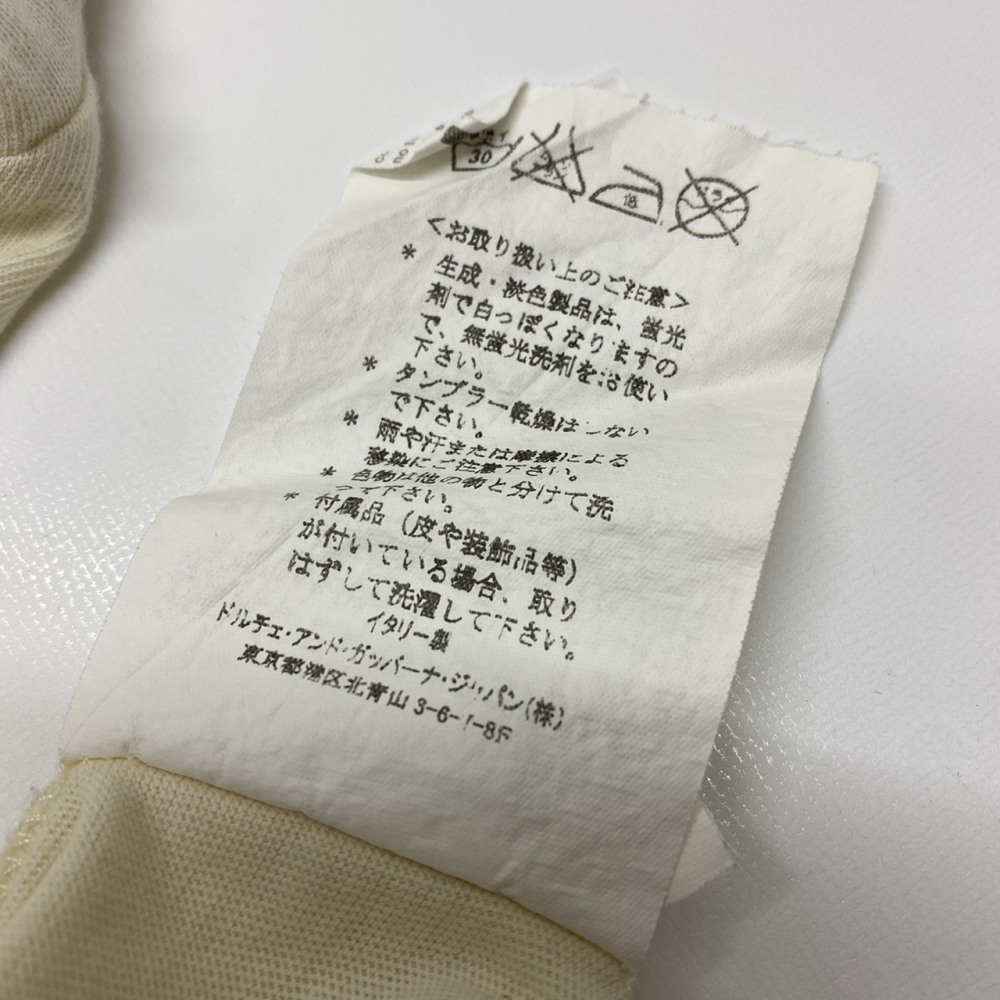 30
低
<お取り扱い上のご注意>
* 生成・淡色製品は、蛍光
剤で白っぽくなりますの
で、無蛍光洗剤をお使い
下さい。
* タンブラー乾燥はしない
で下さい。
* 雨や汗または摩擦による
移染にご注意下さい。
* 色物は他の物と分けて洗
って下さい。
* 付属品（皮や装飾品等）
が付いている場合、取り
はずして洗濯して下さい。
イタリー製
ドルチェ・アンド・ガッバーナ・ジャパン(株)
東京都港区北青山 3-6-1-8F